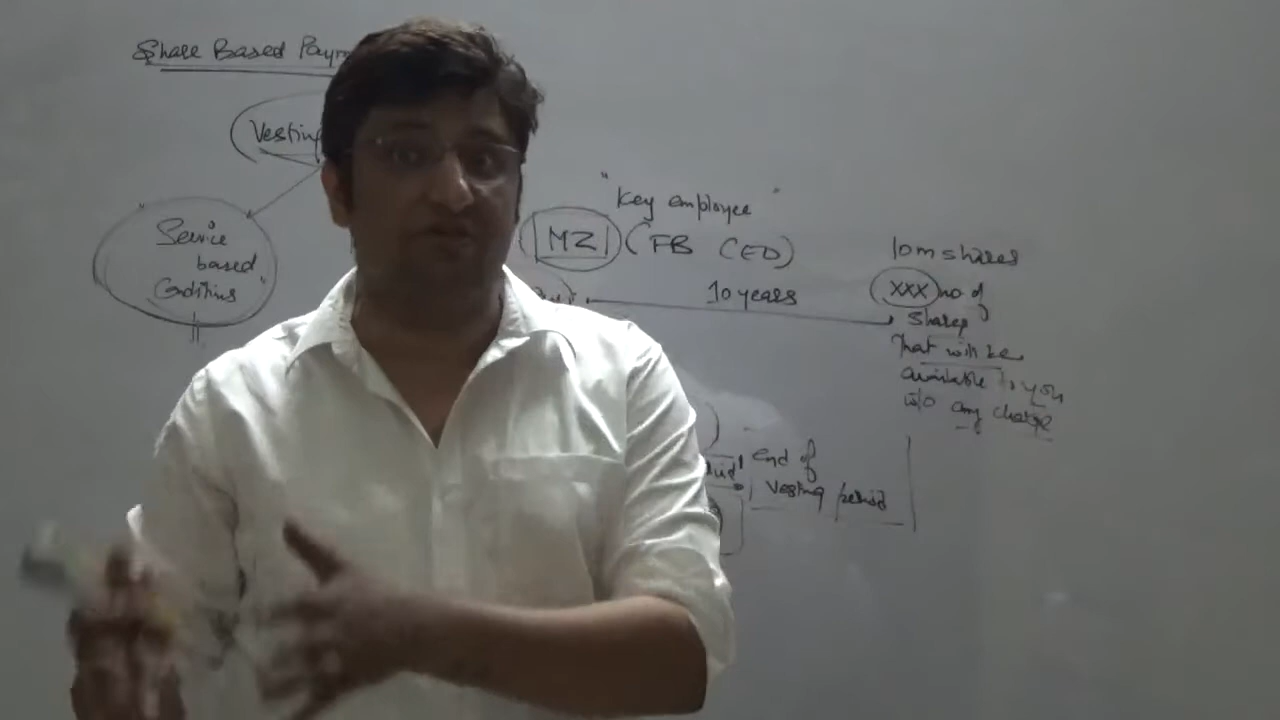 Share Based Paym
Vesting
"Service
based
Conditions"
"Key employee"
MZ (FB CEO)
10 years
10m shares
XXX no of
shares
that will be
available to you
w/o any charge
end of
vesting period